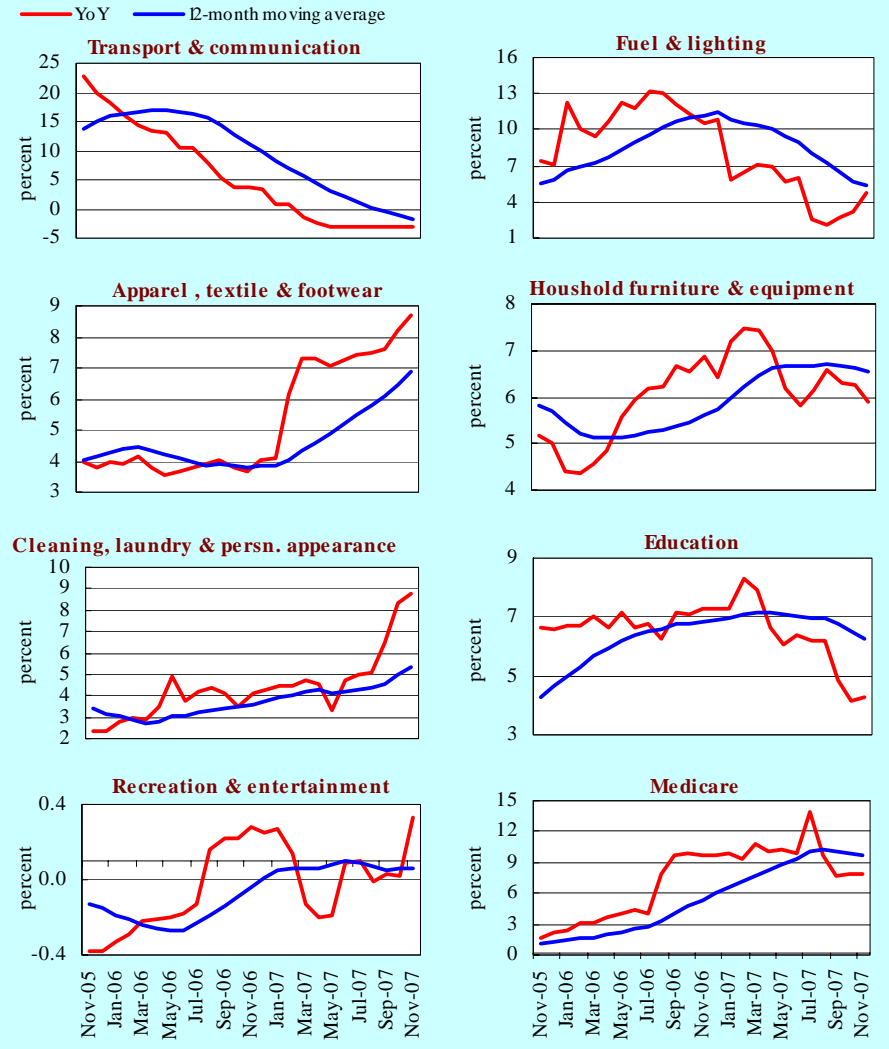 YoY 12-month moving average
Transport & communication
25
20
15
10
5
0
-5
percent
Fuel & lighting
16
13
10
7
4
1
percent
Apparel , textile & footwear
9
8
7
6
5
4
3
percent
Houshold furniture & equipment
8
7
6
5
4
percent
Cleaning, laundry & persn. appearance
10
9
8
7
6
5
4
3
2
percent
Education
9
7
5
3
percent
Recreation & entertainment
0.4
0.0
-0.4
percent
Nov-05 Jan-06 Mar-06 May-06 Jul-06 Sep-06 Nov-06 Jan-07 Mar-07 May-07 Jul-07 Sep-07 Nov-07
Medicare
15
12
9
6
3
0
percent
Nov-05 Jan-06 Mar-06 May-06 Jul-06 Sep-06 Nov-06 Jan-07 Mar-07 May-07 Jul-07 Sep-07 Nov-07